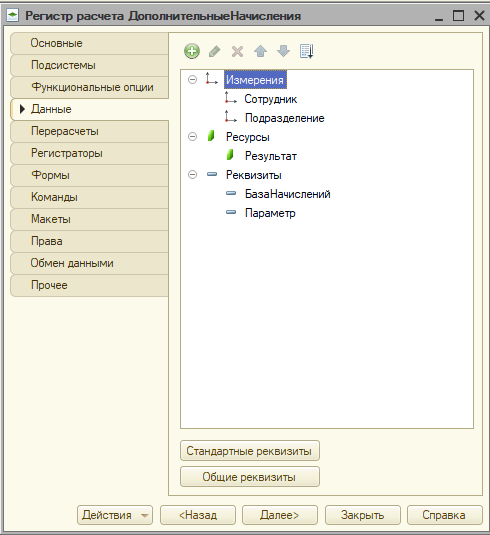 Регистр расчета ДополнительныеНачисления
Основные
Подсистемы
Функциональные опции
Данные
Перерасчеты
Регистраторы
Формы
Команды
Макеты
Права
Обмен данными
Прочее
Измерения
Сотрудник
Подразделение
Ресурсы
Результат
Реквизиты
БазаНачислений
Параметр
Стандартные реквизиты
Общие реквизиты
Действия
<Назад
Далее>
Закрыть
Справка